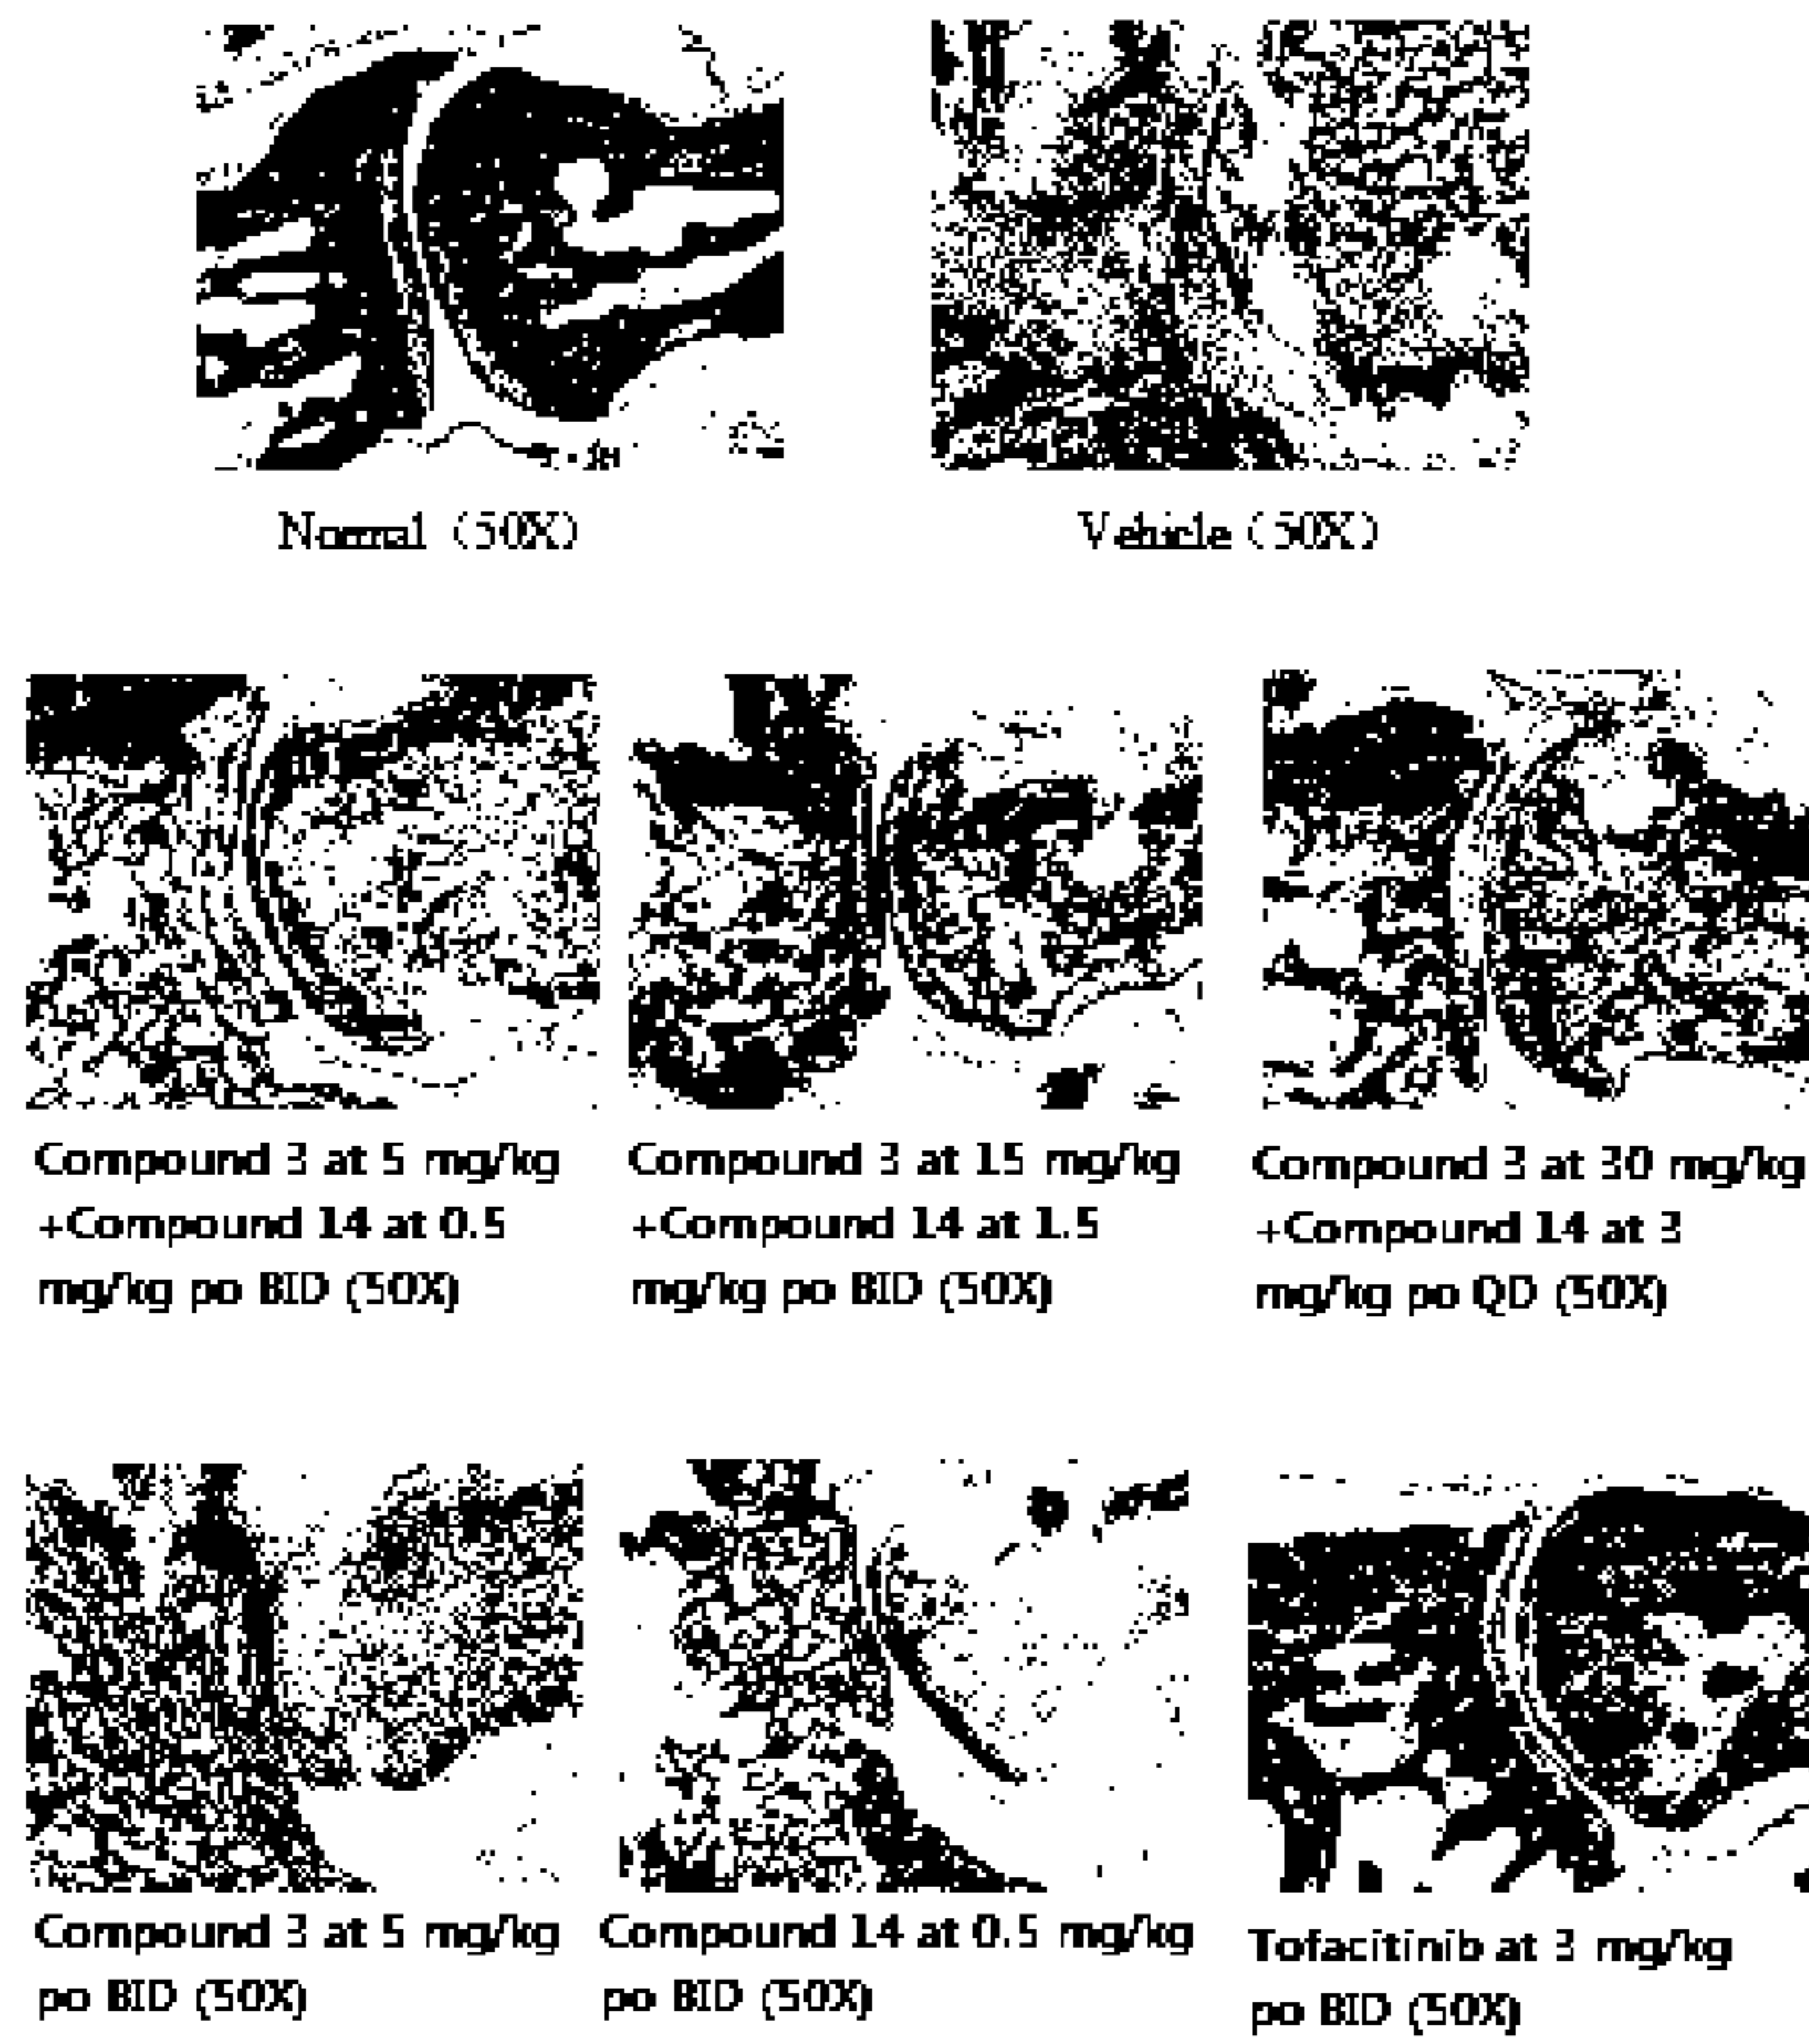 Normal (50X)
Vehicle (50X)
Compound 3 at 5 mg/kg
+Compound 14 at 0.5
mg/kg po BID (50X)
Compound 3 at 15 mg/kg
+Compound 14 at 1.5
mg/kg po BID (50X)
Compound 3 at 30 mg/kg
+Compound 14 at 3
mg/kg po QD (50X)
Compound 3 at 5 mg/kg
po BID (50X)
Compound 14 at 0.5 mg/kg
po BID (50X)
Tofacitinib at 3 mg/kg
po BID (50X)